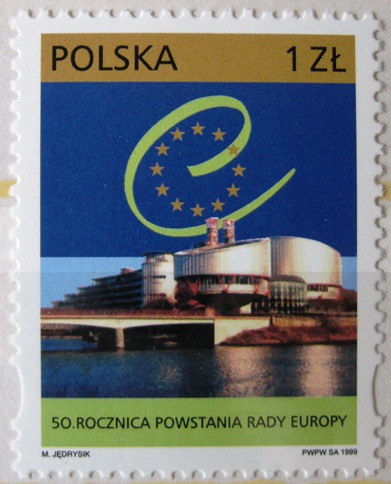 POLSKA 1 ZŁ
50.ROCZNICA POWSTANIA RADY EUROPY
M. JĘDRYSIK PWPW SA 1999